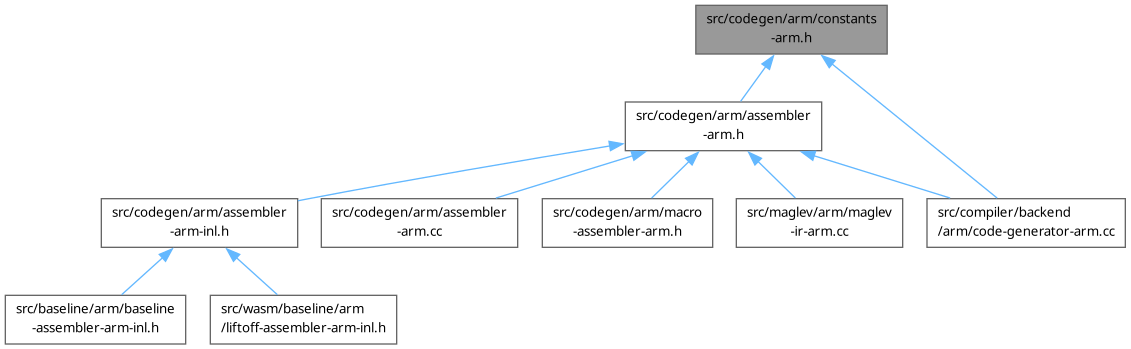 src/codegen/arm/constants
-arm.h
src/codegen/arm/assembler
-arm.h
src/codegen/arm/assembler
-arm-inl.h
src/codegen/arm/assembler
-arm.cc
src/codegen/arm/macro
-assembler-arm.h
src/maglev/arm/maglev
-ir-arm.cc
src/compiler/backend
/arm/code-generator-arm.cc
src/baseline/arm/baseline
-assembler-arm-inl.h
src/wasm/baseline/arm
/liftoff-assembler-arm-inl.h